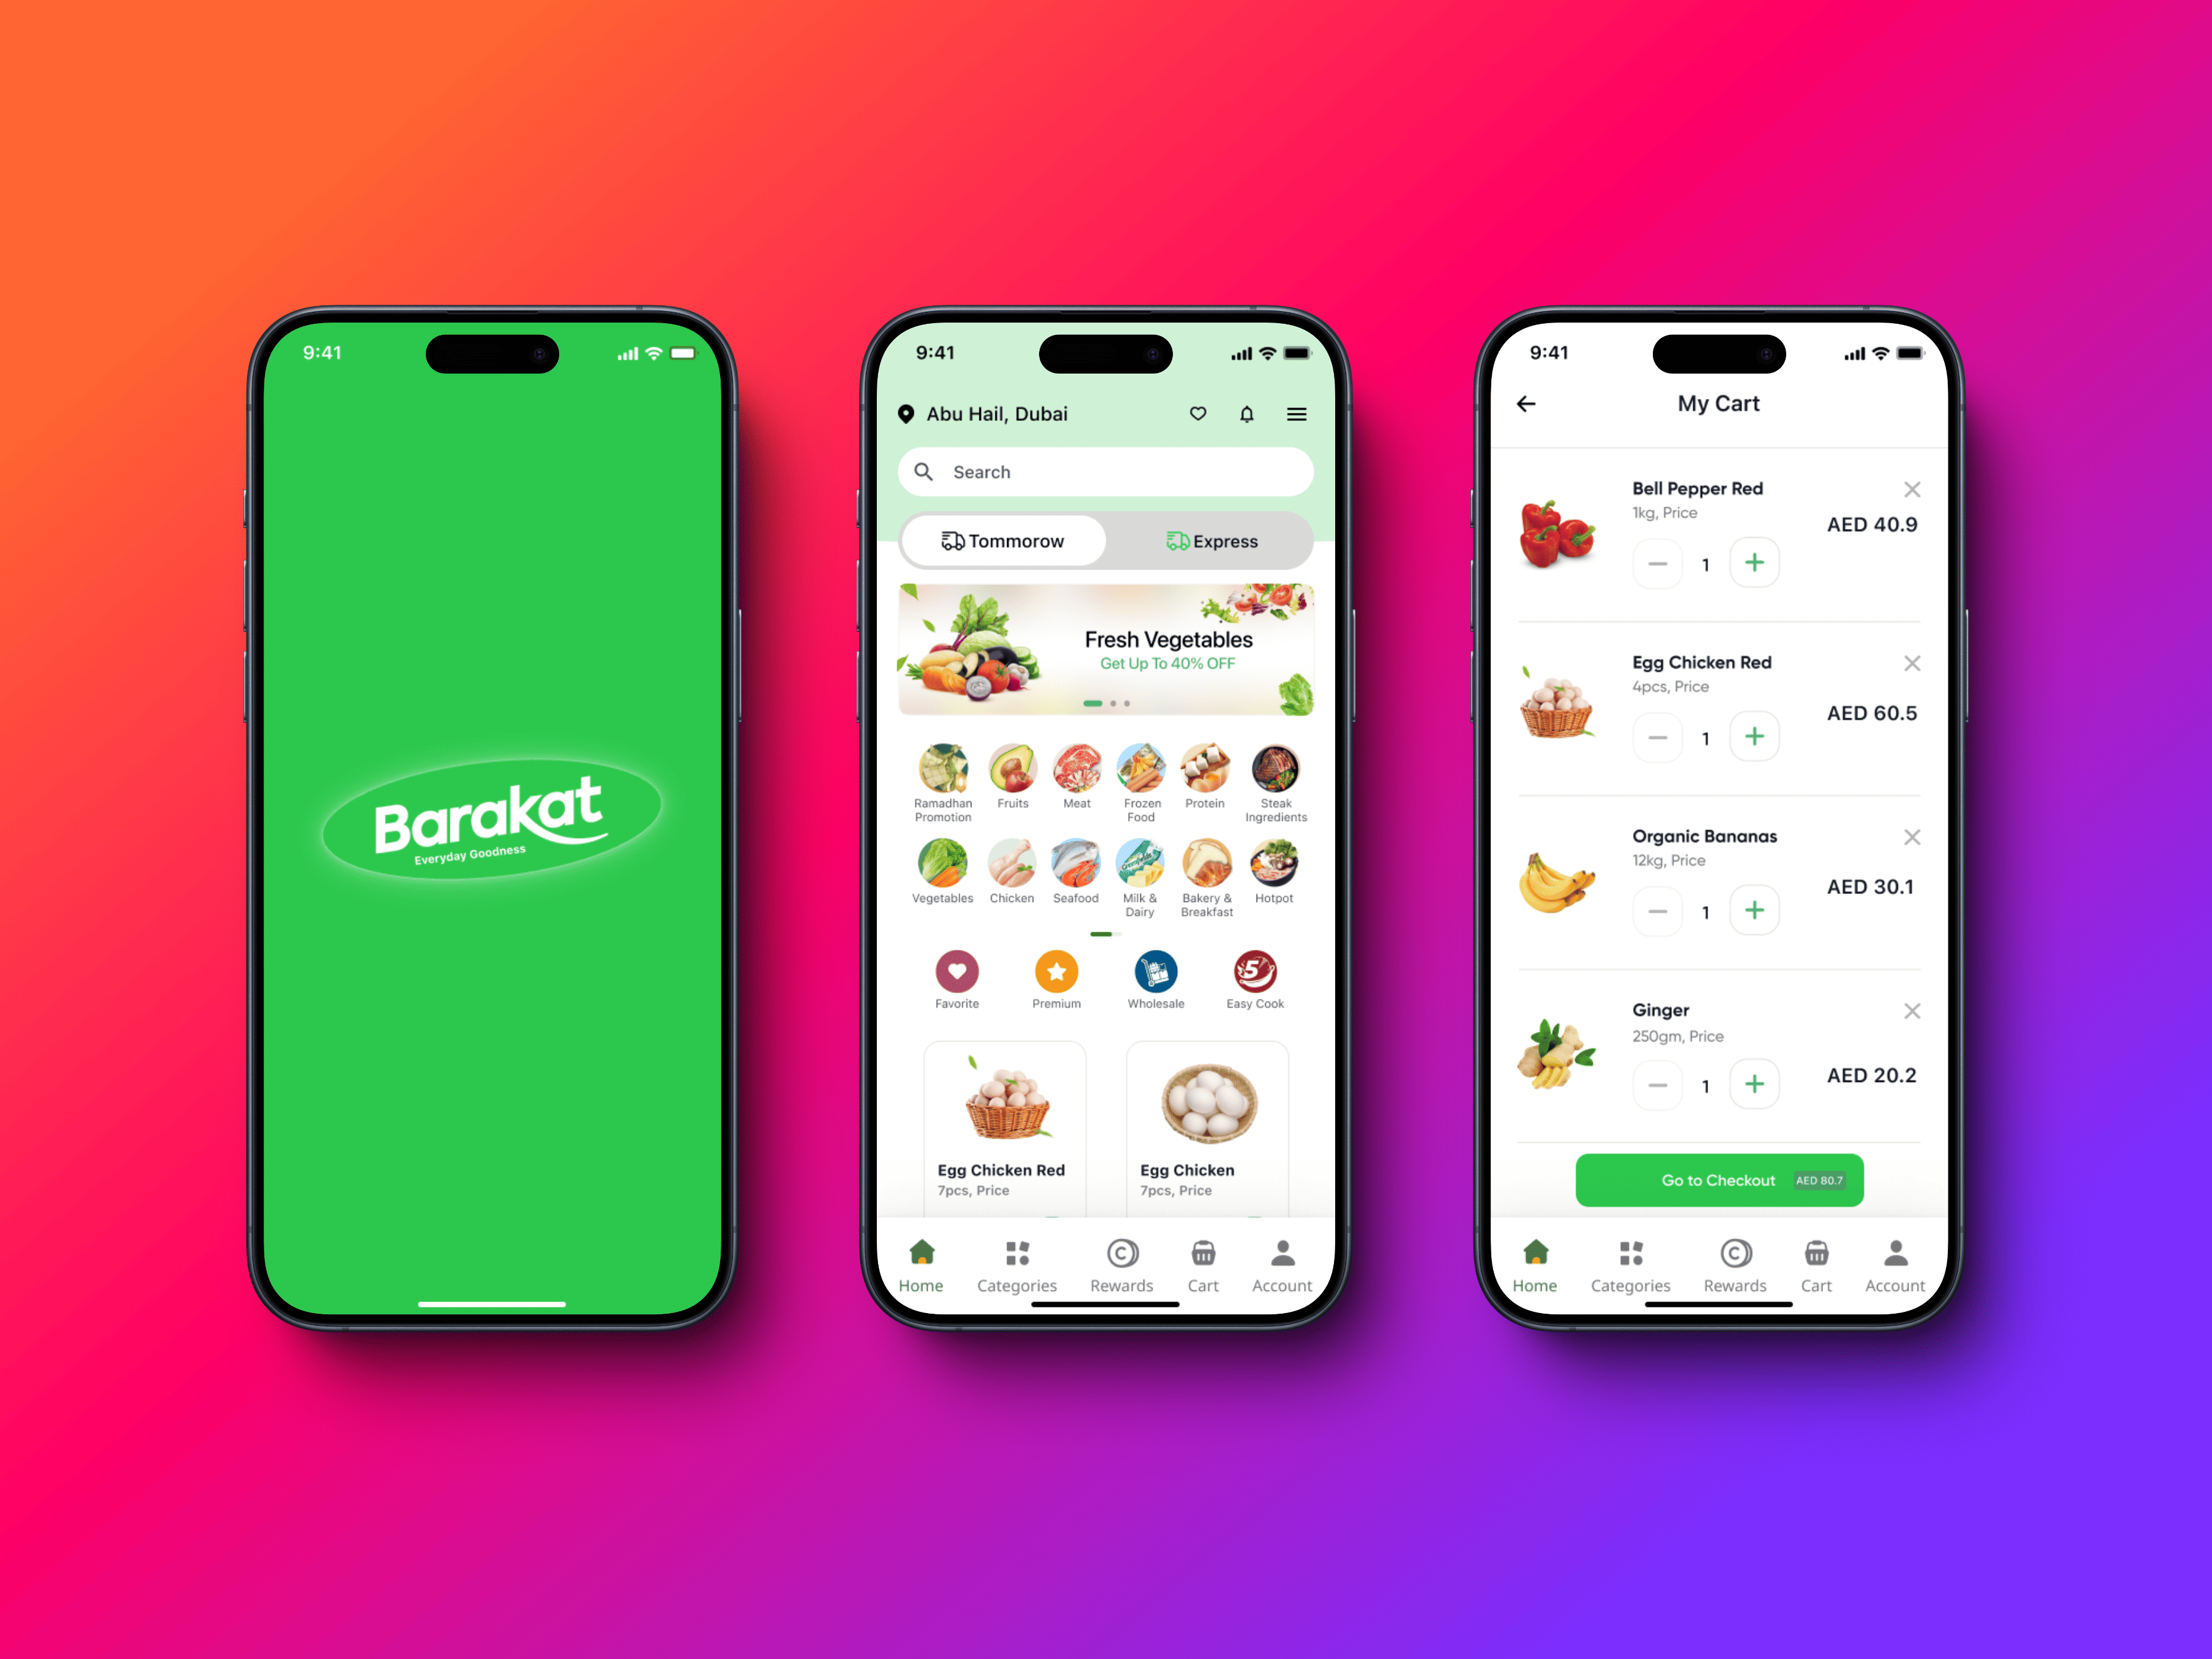 9:41
Barakat
Everyday Goodness
9:41
Abu Hail, Dubai
Search
Tommorow
Express
Fresh Vegetables
Get Up To 40% OFF
Ramadhan Promotion
Fruits
Meat
Frozen Food
Protein
Steak Ingredients
Vegetables
Chicken
Seafood
Milk & Dairy
Bakery & Breakfast
Hotpot
Favorite
Premium
Wholesale
5
Easy Cook
Egg Chicken Red
7pcs, Price
Egg Chicken
7pcs, Price
Home
Categories
Rewards
Cart
Account
9:41
My Cart
Bell Pepper Red
1kg, Price
1
AED 40.9
Egg Chicken Red
4pcs, Price
1
AED 60.5
Organic Bananas
12kg, Price
1
AED 30.1
Ginger
250gm, Price
1
AED 20.2
Go to Checkout
AED 80.7
Home
Categories
Rewards
Cart
Account